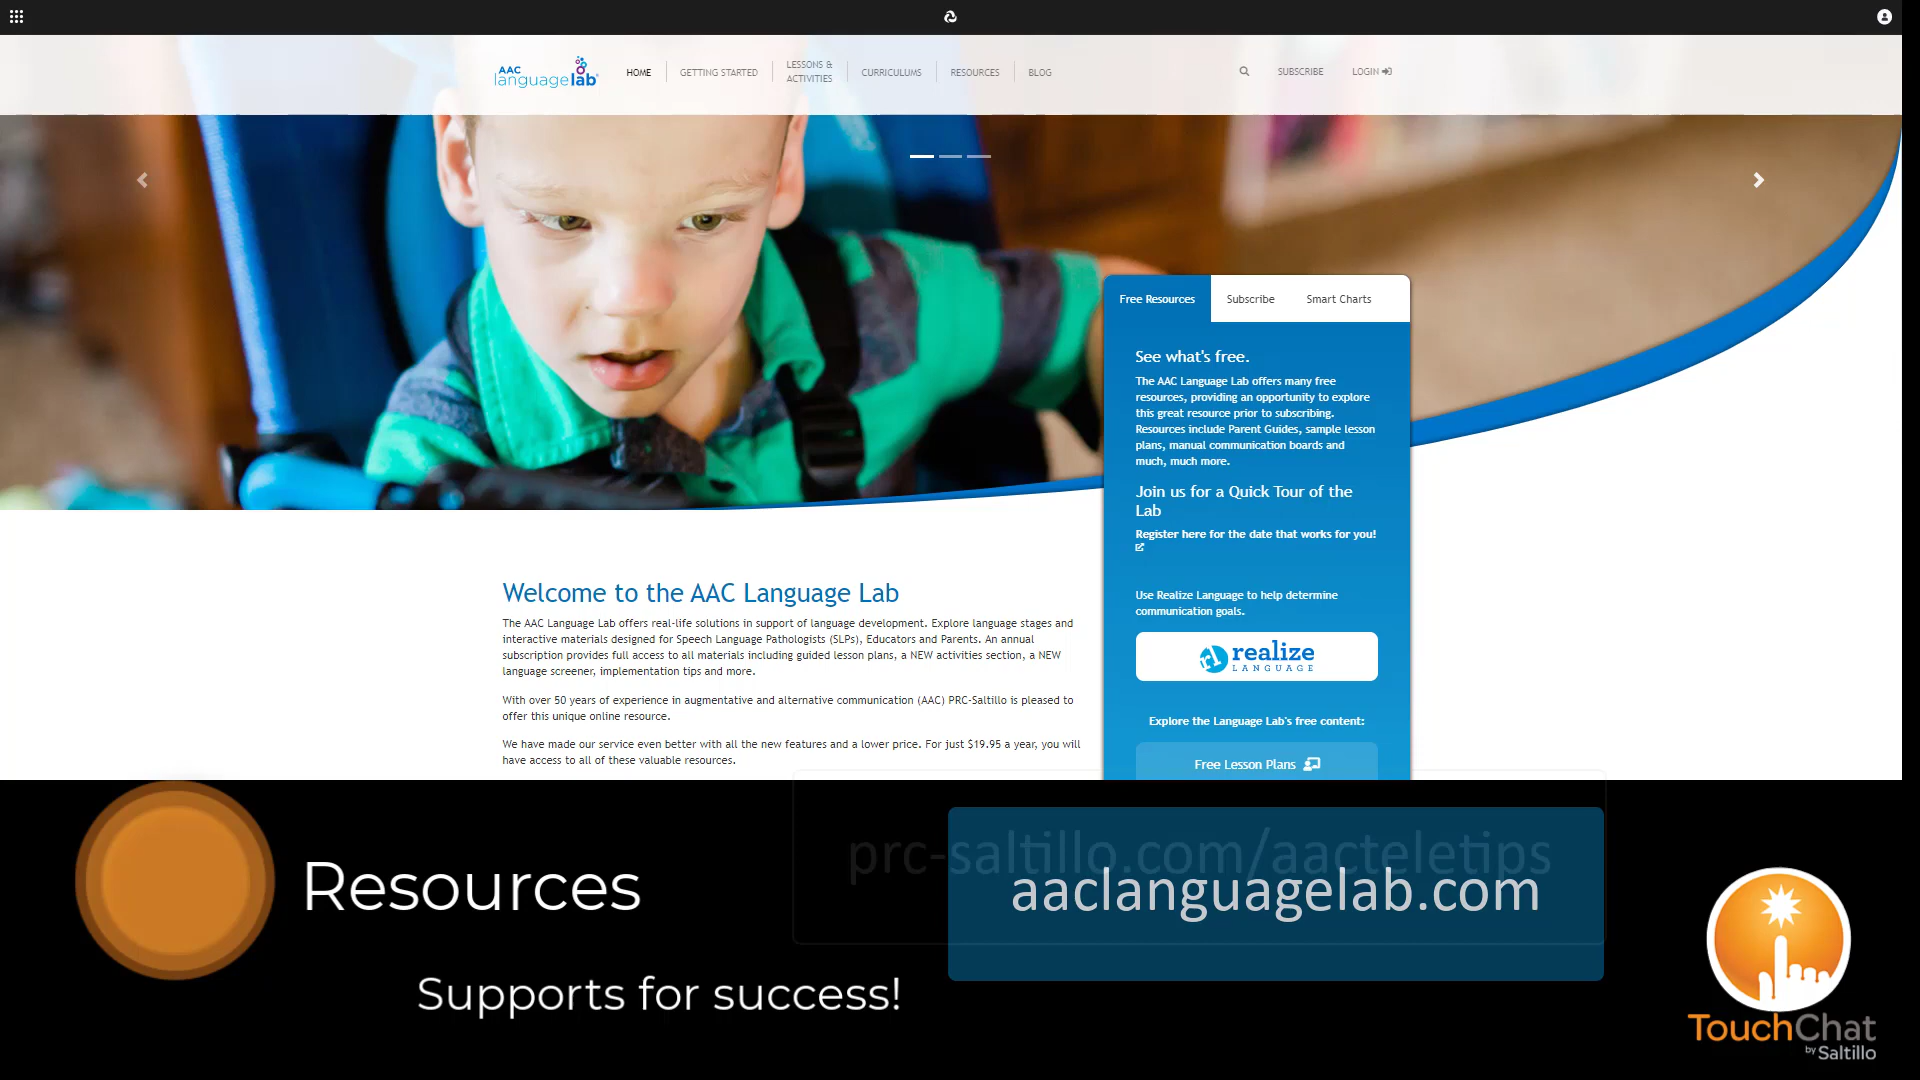 AAC
languagelab
HOME
GETTING STARTED
LESSONS &
ACTIVITIES
CURRICULUMS
RESOURCES
BLOG
SUBSCRIBE
LOGIN
Free Resources
Subscribe
Smart Charts
See what's free.
The AAC Language Lab offers many free
resources, providing an opportunity to explore
this great resource prior to subscribing.
Resources include Parent Guides, sample lesson
plans, manual communication boards and
much, much more.
Join us for a Quick Tour of the
Lab
Register here for the date that works for you!
Use Realize Language to help determine
communication goals.
rl realize
LANGUAGE
Explore the Language Lab's free content:
Free Lesson Plans
Welcome to the AAC Language Lab
The AAC Language Lab offers real-life solutions in support of language development. Explore language stages and
interactive materials designed for Speech Language Pathologists (SLPs), Educators and Parents. An annual
subscription provides full access to all materials including guided lesson plans, a NEW activities section, a NEW
language screener, implementation tips and more.
With over 50 years of experience in augmentative and alternative communication (AAC) PRC-Saltillo is pleased to
offer this unique online resource.
We have made our service even better with all the new features and a lower price. For just $19.95 a year, you will
have access to all of these valuable resources.
Resources
prc-saltillo.com/aacteletips
aaclanguagelab.com
Supports for success!
TouchChat
by Saltillo